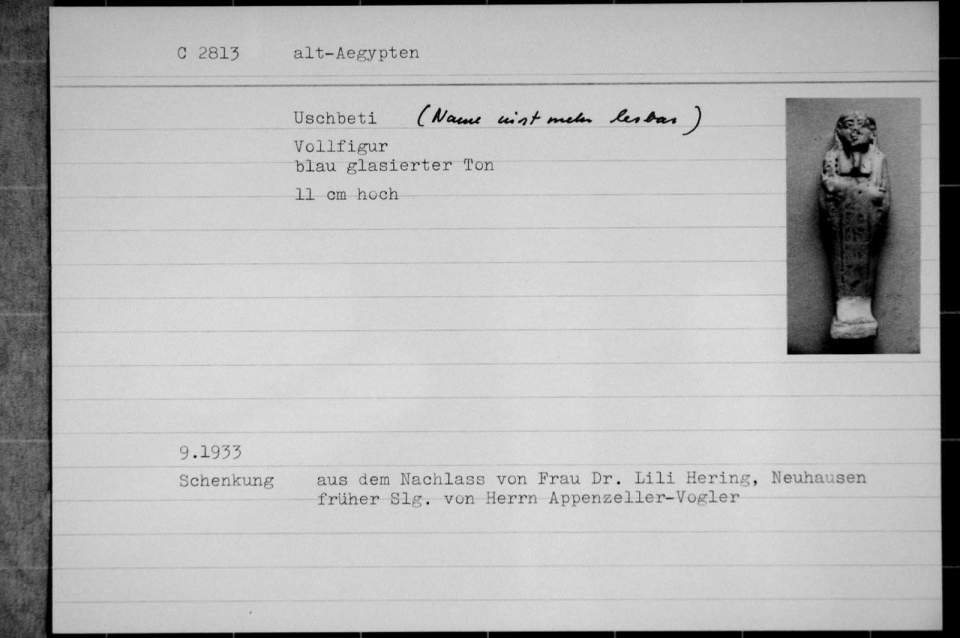 C 2813 alt-Aegypten
Uschbeti (Name nicht mehr lesbar)
Vollfigur
blau glasierter Ton
11 cm hoch
9.1933
Schenkung aus dem Nachlass von Frau Dr. Lili Hering, Neuhausen
früher Slg. von Herrn Appenzeller-Vogler